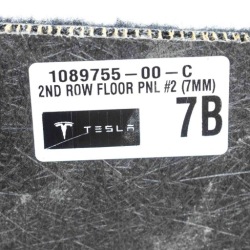 1089755-00-C
2ND ROW FLOOR PNL #2 (7MM)
TESLA
7B